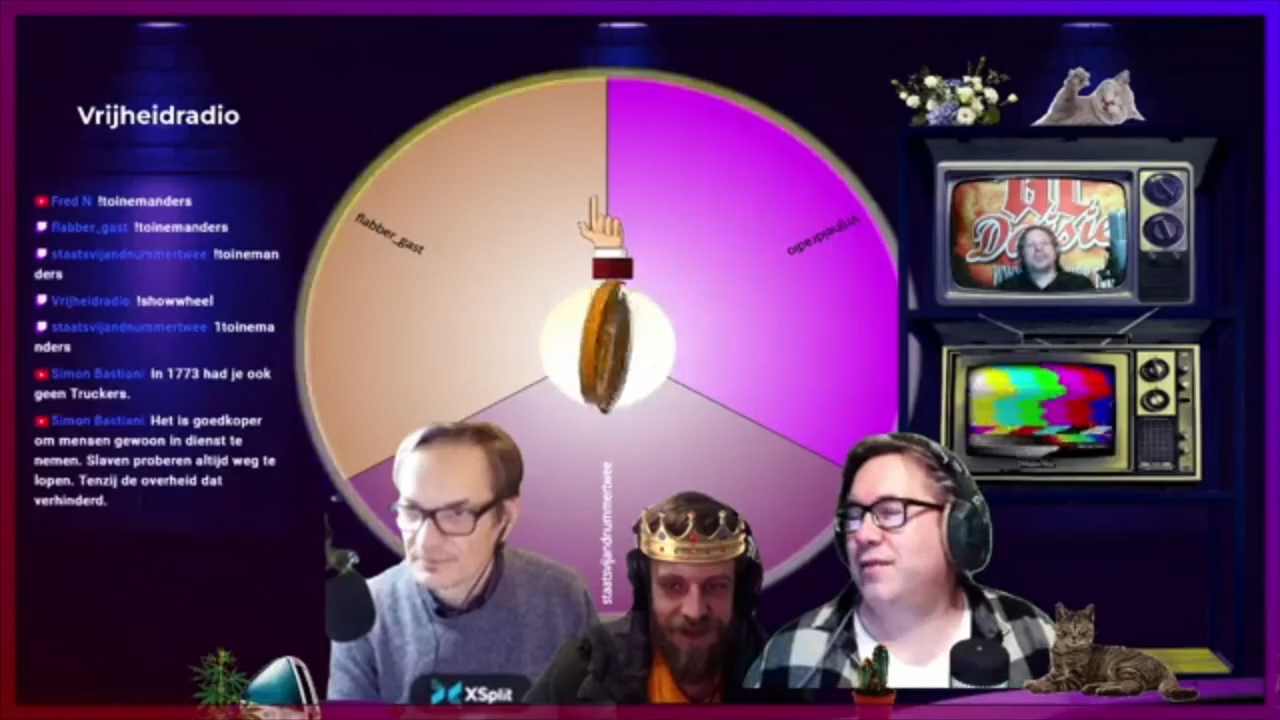 Vrijheidradio
Fred N !toinemanders
flabber_gast !toinemanders
staatsvijandnummertwee !toineman
ders
Vrijheidradio !showwheel
staatsvijandnummertwee 1toinema
nders
Simon Bastiani In 1773 had je ook
geen Truckers.
Simon Bastiani Het is goedkoper
om mensen gewoon in dienst te
nemen. Slaven proberen altijd weg te
lopen. Tenzij de overheid dat
verhinderd.
flabber_gast
vrijheidradio
staatsvijandnummertwee
XSplit